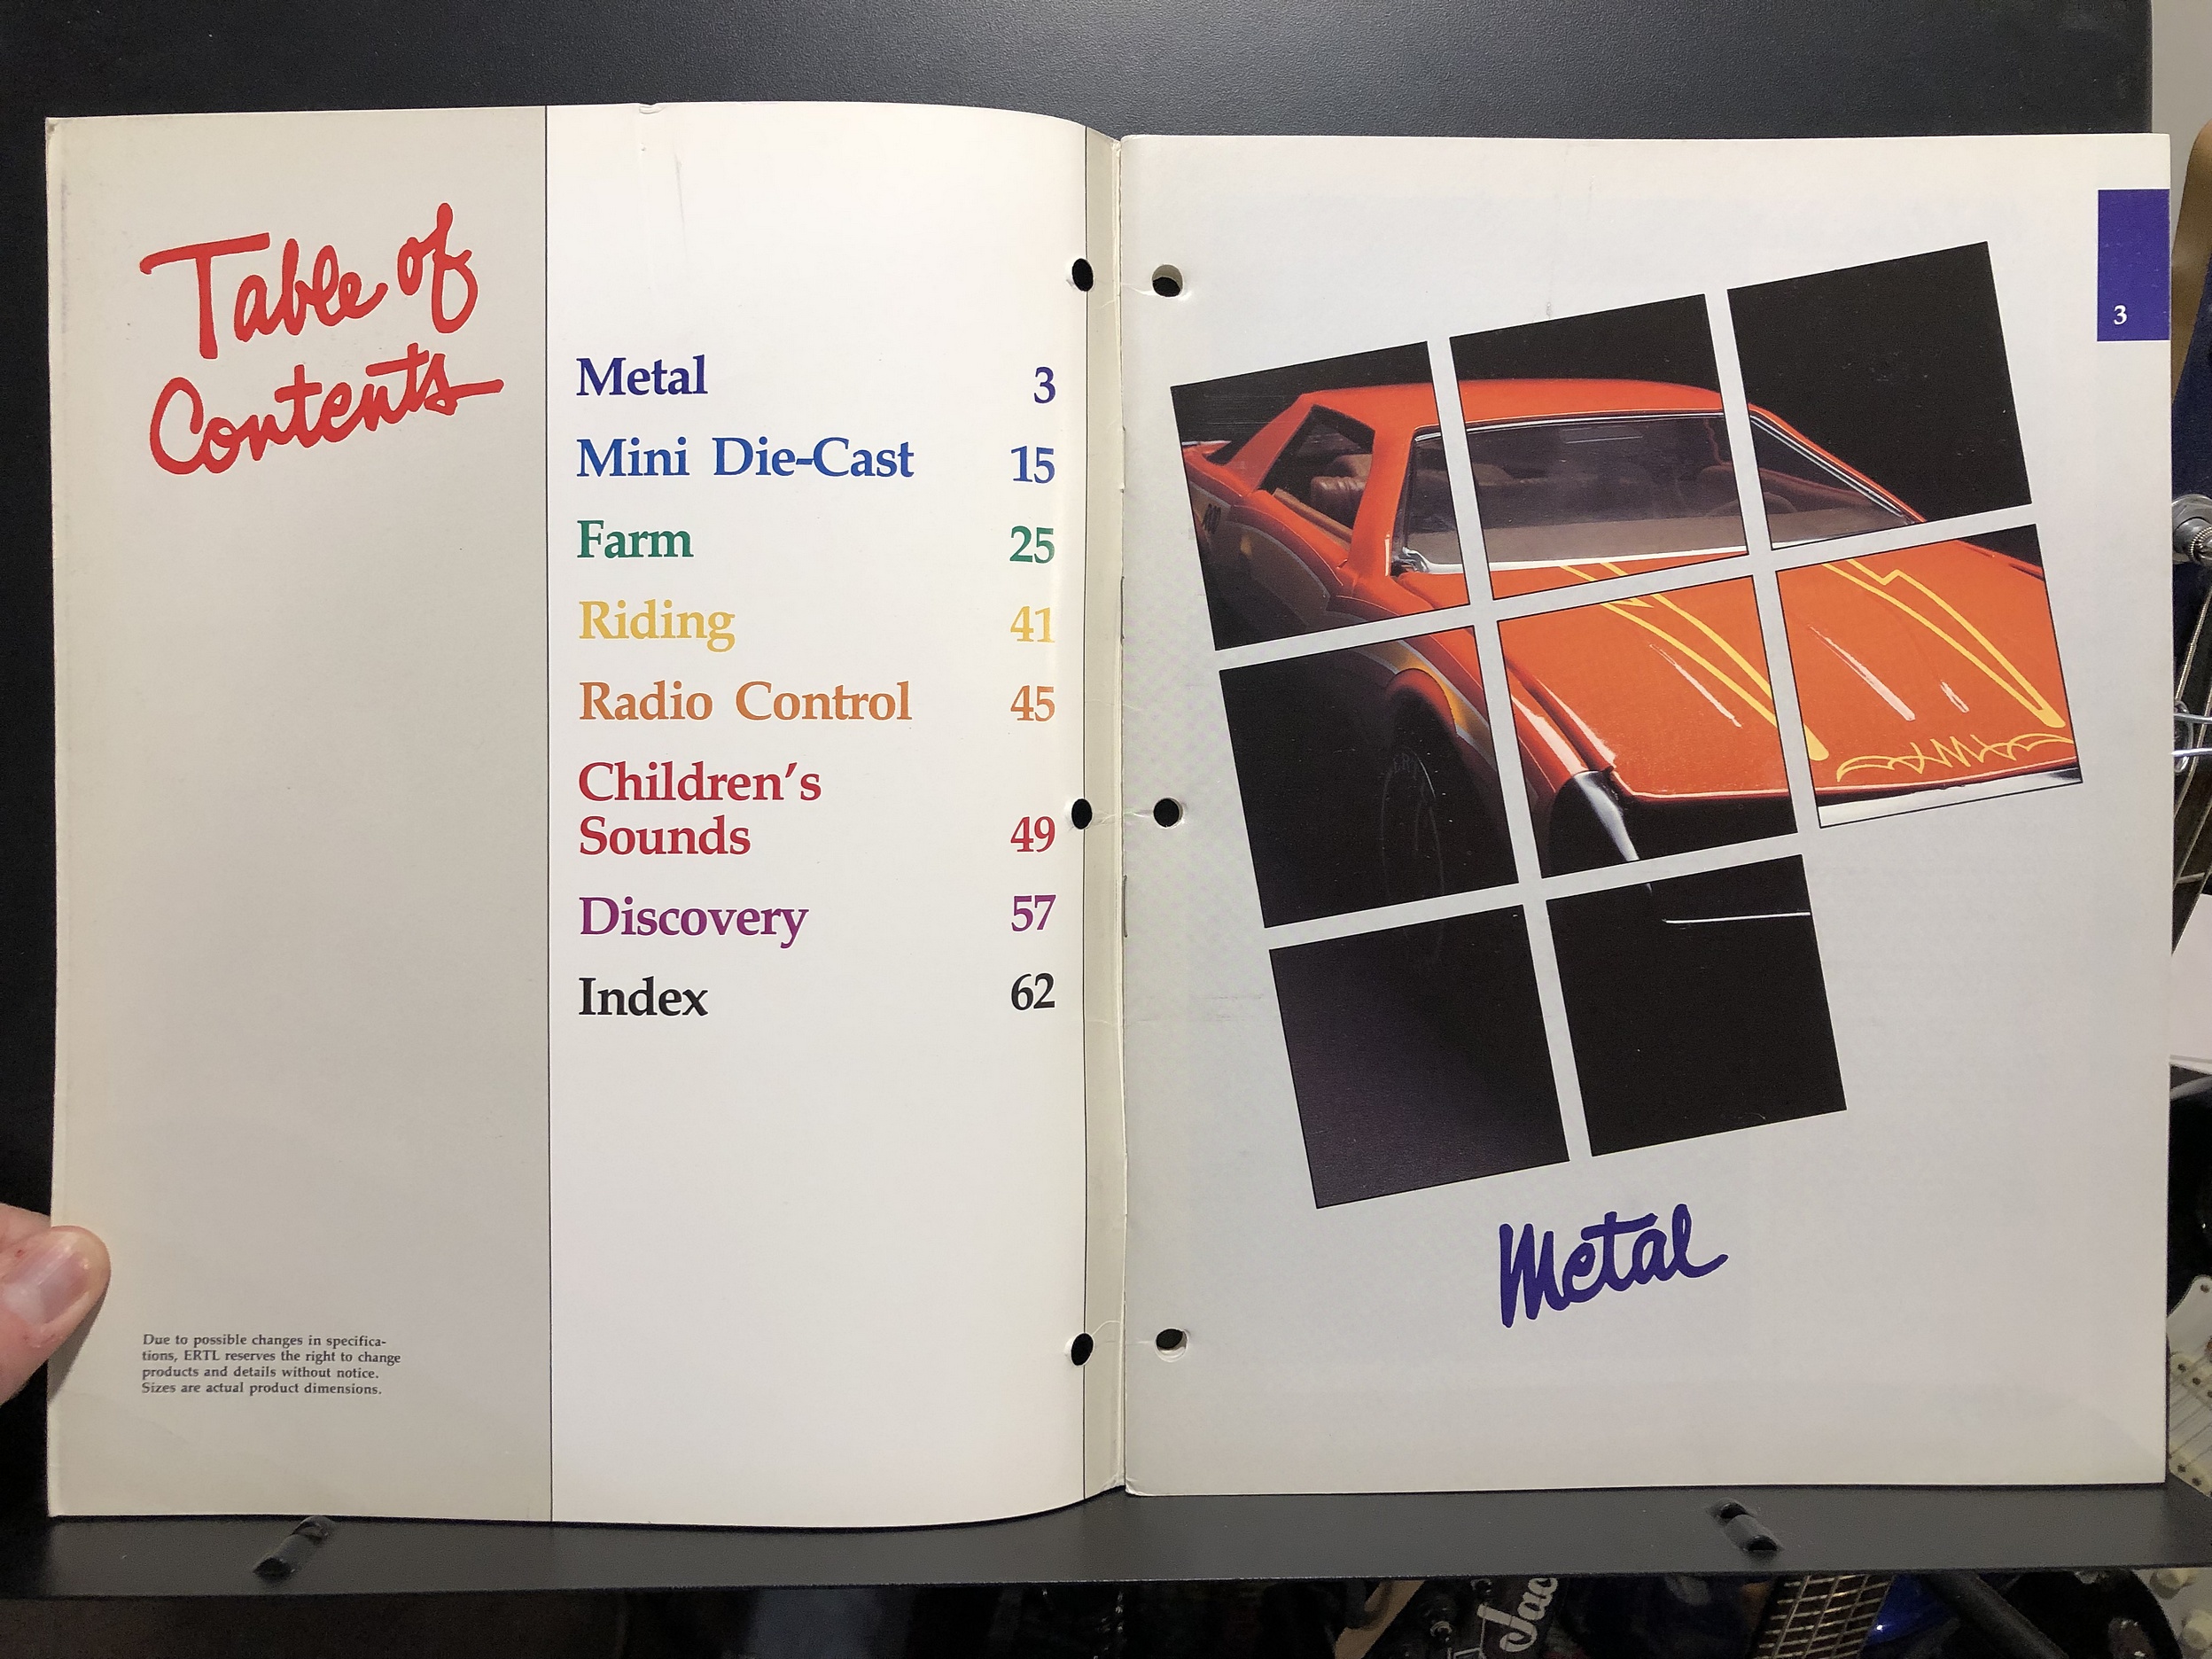 Table of
Contents
Metal 3
Mini Die-Cast 15
Farm 25
Riding 41
Radio Control 45
Children's
Sounds 49
Discovery 57
Index 62
Due to possible changes in specifica-
tions, ERTL reserves the right to change
products and details without notice.
Sizes are actual product dimensions.
3
Metal